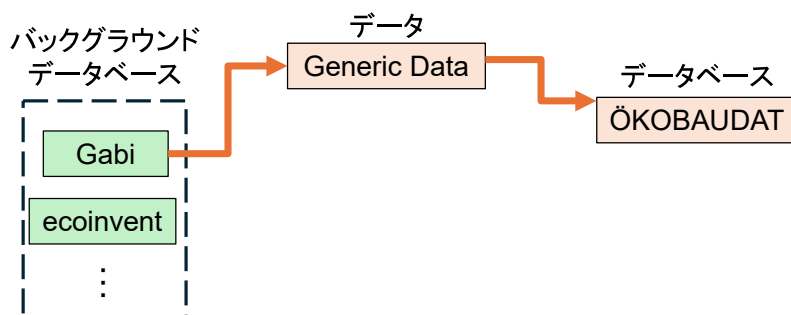 バックグラウンド
データベース
Gabi
ecoinvent
⋮
データ
Generic Data
データベース
ÖKOBAUDAT